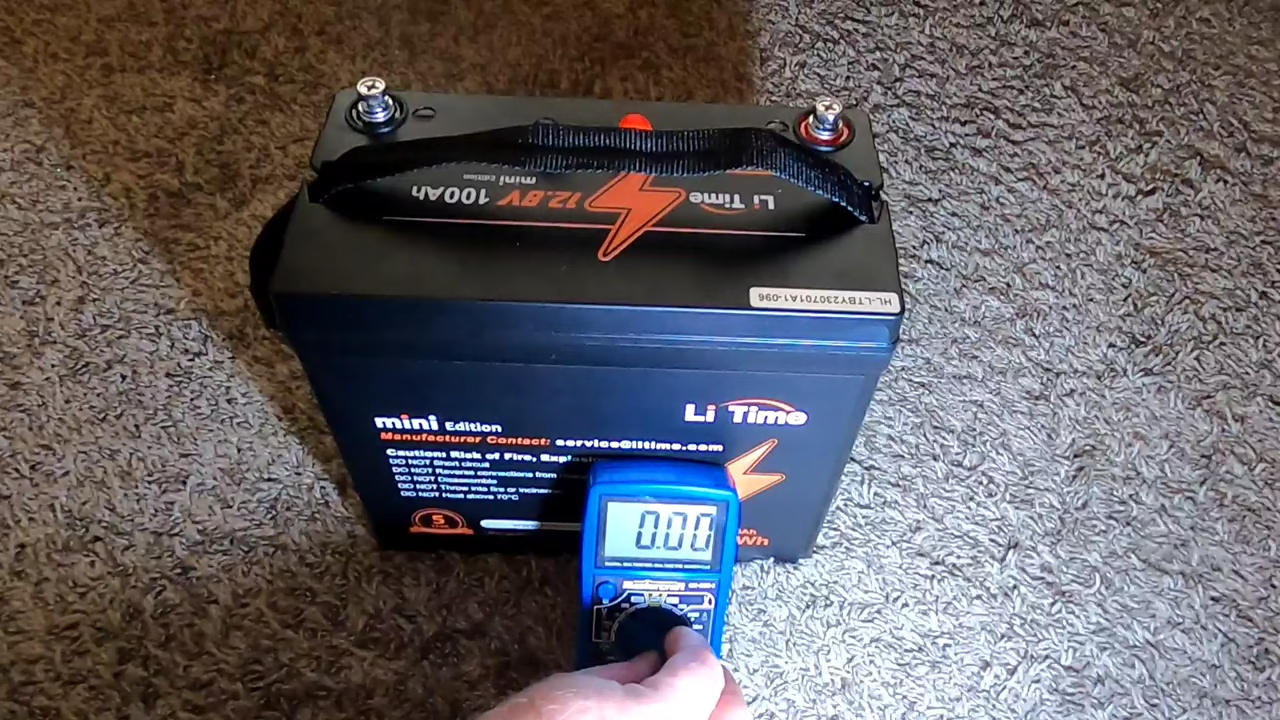 mini Edition
12.8V 100Ah
Li Time
HL-LTBY230701A1-096
mini Edition
Li Time
Manufacturer Contact: service@litime.com
Caution: Risk of Fire,
DO NOT Short circuit
DO NOT Reverse connections from
DO NOT Disassemble
DO NOT Throw into fire or
DO NOT Heat above 70°C
5
Wh
0.00